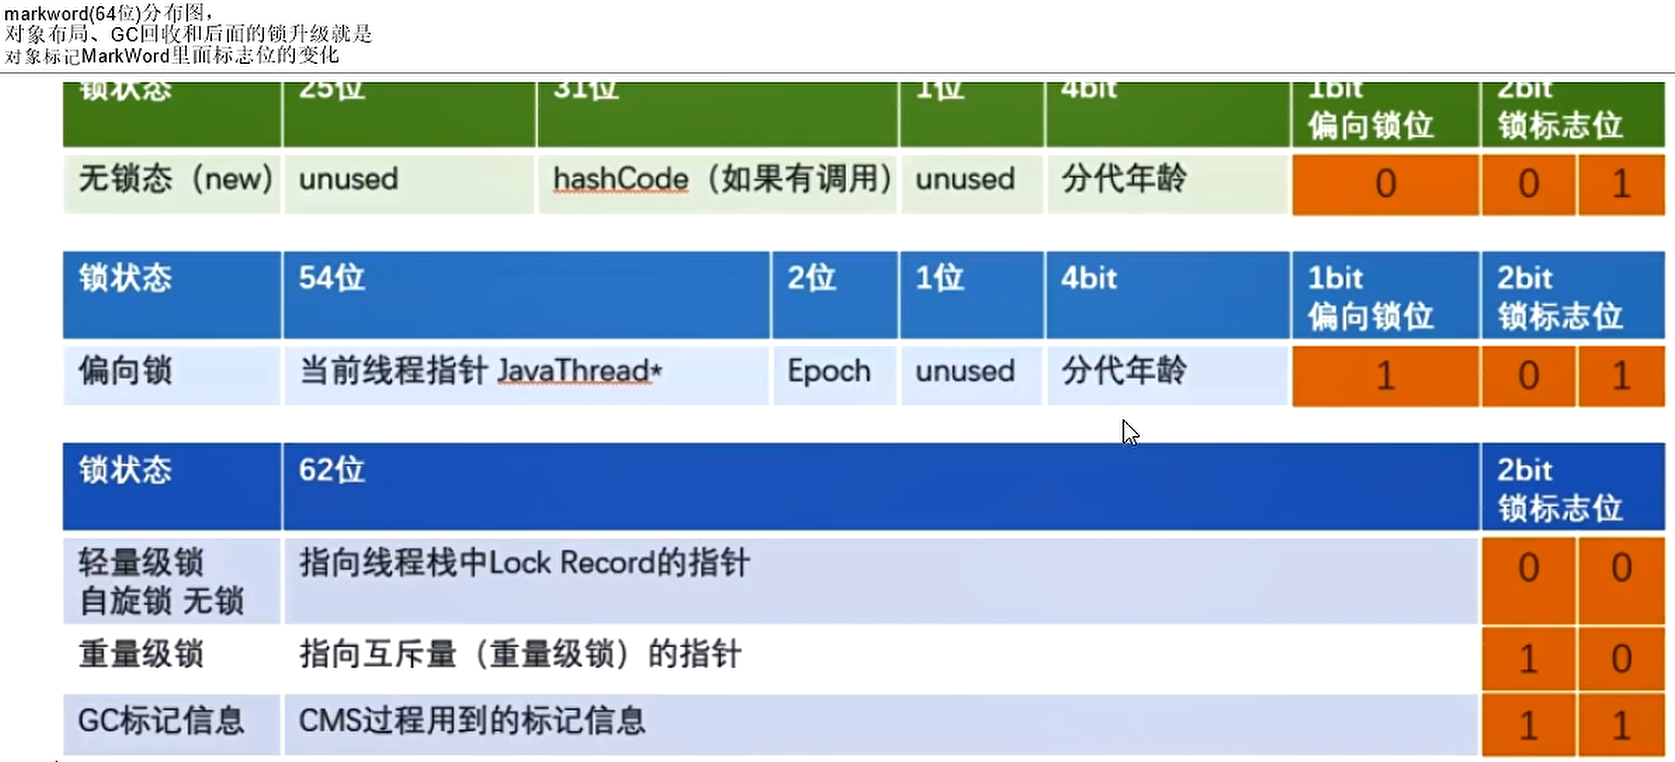 markword(64位)分布图，
对象布局、GC回收和后面的锁升级就是
对象标记MarkWord里面标志位的变化
锁状态 25位 31位 1位 4bit 1bit 2bit
偏向锁位 锁标志位
无锁态（new） unused hashCode（如果有调用） unused 分代年龄 0 0 1
锁状态 54位 2位 1位 4bit 1bit 2bit
偏向锁位 锁标志位
偏向锁 当前线程指针 JavaThread* Epoch unused 分代年龄 1 0 1
锁状态 62位 2bit
锁标志位
轻量级锁 指向线程栈中Lock Record的指针 0 0
自旋锁 无锁
重量级锁 指向互斥量（重量级锁）的指针 1 0
GC标记信息 CMS过程用到的标记信息 1 1